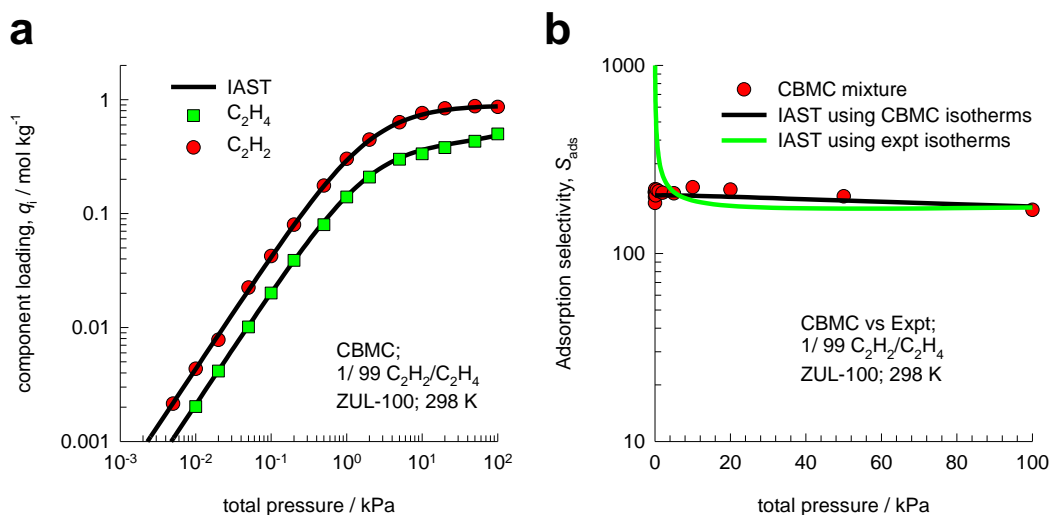 a
component loading, qᵢ / mol kg⁻¹
1
0.1
0.01
0.001
IAST
C₂H₄
C₂H₂
CBMC;
1/ 99 C₂H₂/C₂H₄
ZUL-100; 298 K
10⁻³ 10⁻² 10⁻¹ 10⁰ 10¹ 10²
total pressure / kPa
b
Adsorption selectivity, Sₐds
1000
100
10
CBMC mixture
IAST using CBMC isotherms
IAST using expt isotherms
CBMC vs Expt;
1/ 99 C₂H₂/C₂H₄
ZUL-100; 298 K
0 20 40 60 80 100
total pressure / kPa